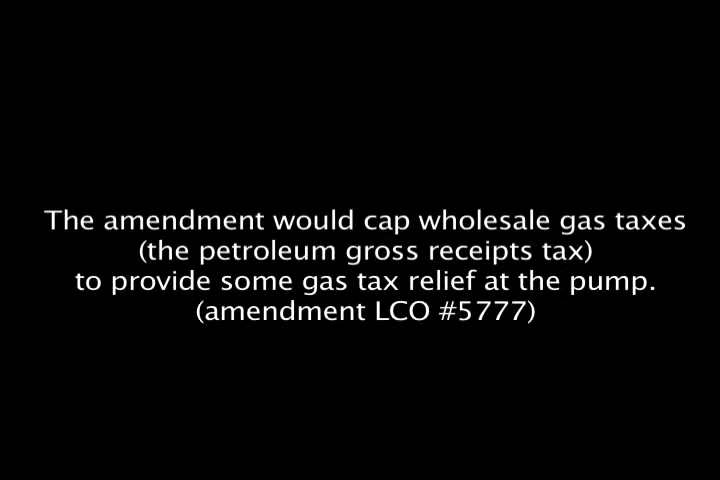 The amendment would cap wholesale gas taxes
(the petroleum gross receipts tax)
to provide some gas tax relief at the pump.
(amendment LCO #5777)